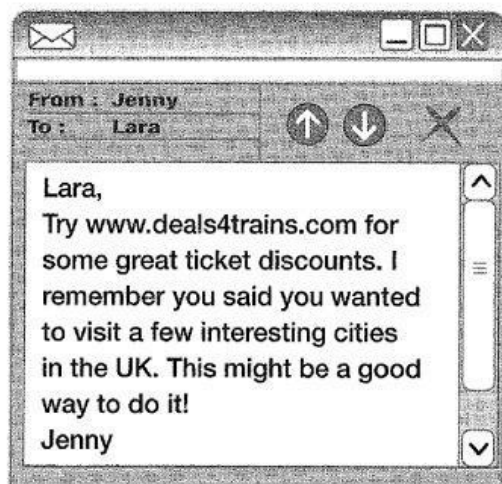 From : Jenny
To : Lara
Lara,
Try www.deals4trains.com for
some great ticket discounts. I
remember you said you wanted
to visit a few interesting cities
in the UK. This might be a good
way to do it!
Jenny